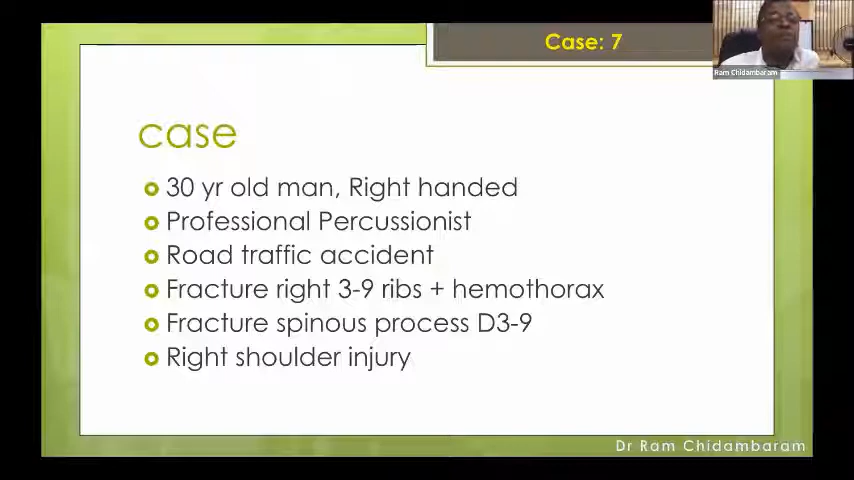 Case: 7
Ram Chidambaram
case
30 yr old man, Right handed
Professional Percussionist
Road traffic accident
Fracture right 3-9 ribs + hemothorax
Fracture spinous process D3-9
Right shoulder injury
Dr Ram Chidambaram